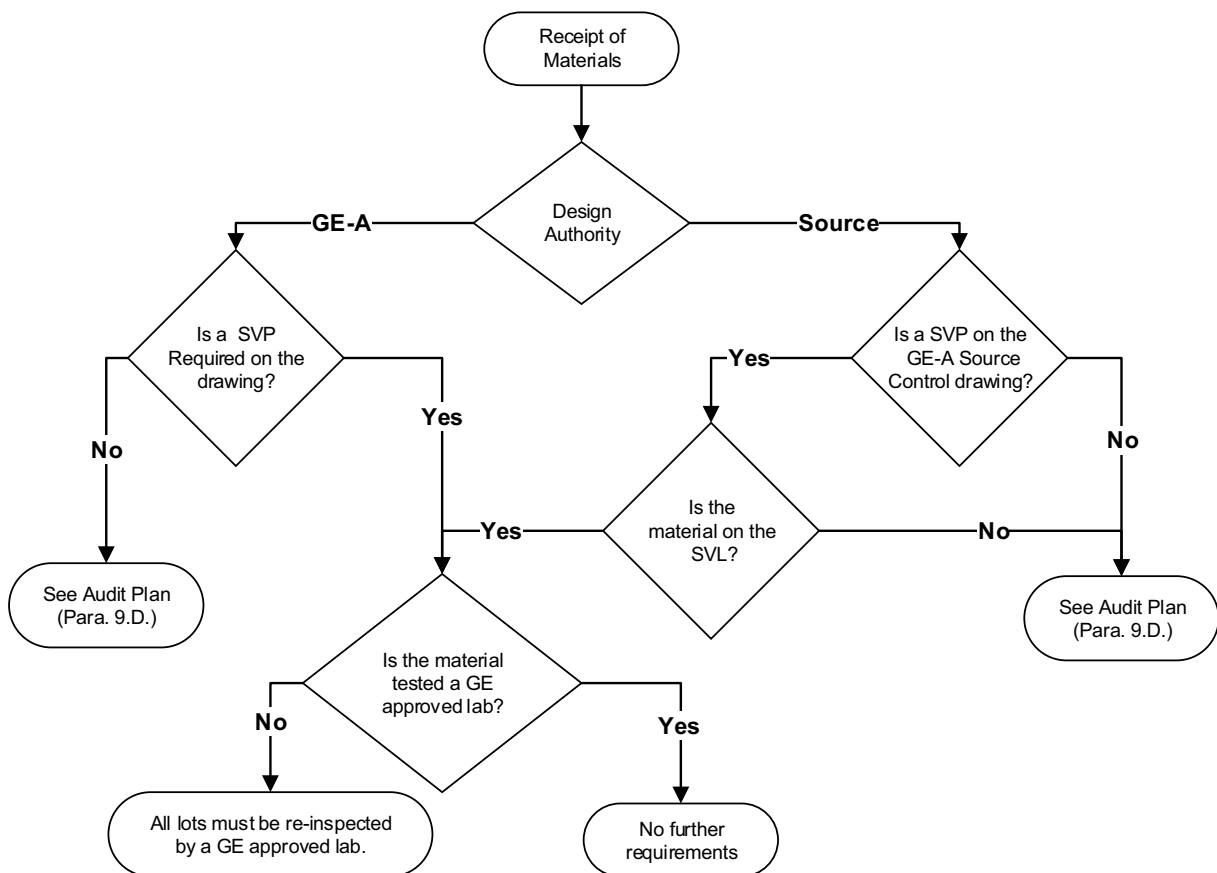 Receipt of
Materials
Design
Authority
GE-A
Source
Is a SVP
Required on the
drawing?
Is a SVP on the
GE-A Source
Control drawing?
Yes
No
Yes
No
Is the
material on the
SVL?
Yes
No
See Audit Plan
(Para. 9.D.)
See Audit Plan
(Para. 9.D.)
Is the material
tested a GE
approved lab?
No
Yes
All lots must be re-inspected
by a GE approved lab.
No further
requirements